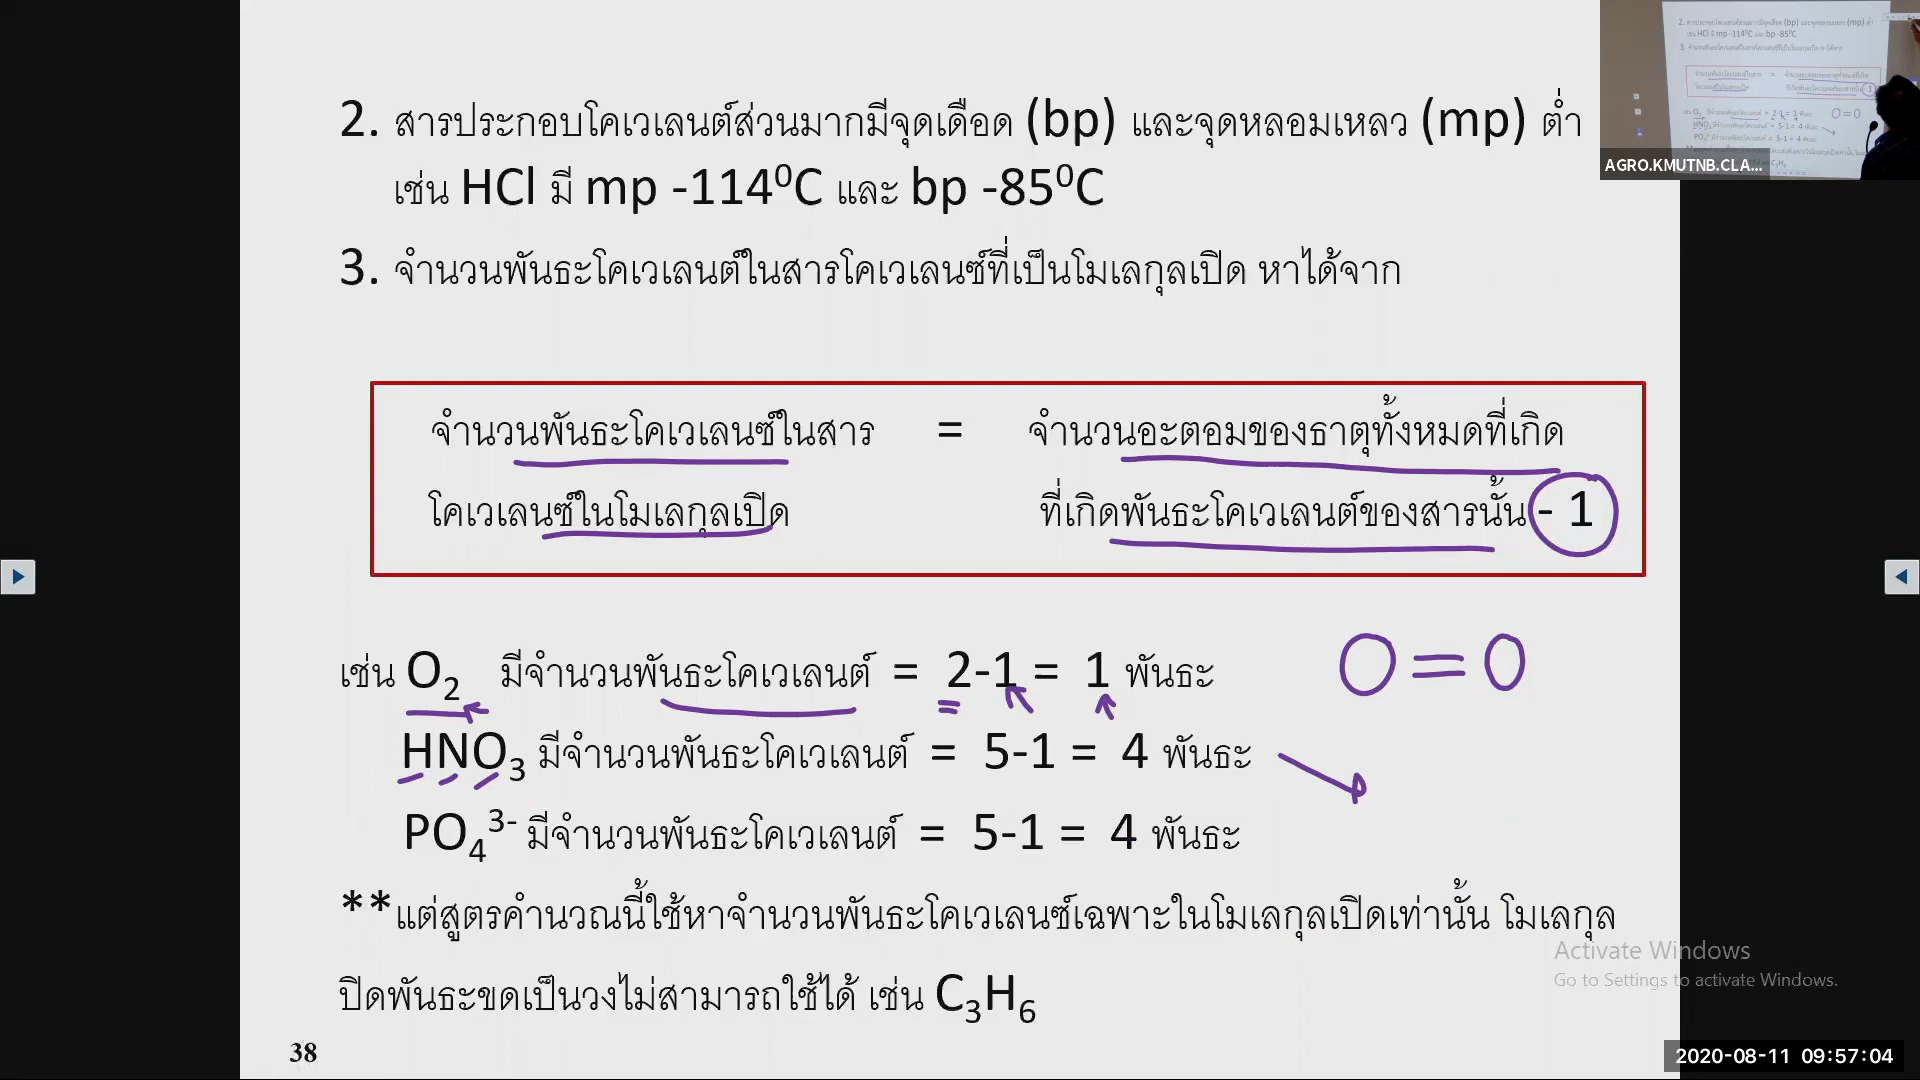 2. สารประกอบโคเวเลนต์ส่วนมากมีจุดเดือด (bp) และจุดหลอมเหลว (mp) ต่ำ
เช่น HCl มี mp -114⁰C และ bp -85⁰C
3. จำนวนพันธะโคเวเลนต์ในสารโคเวเลนซ์ที่เป็นโมเลกุลเปิด หาได้จาก
จำนวนพันธะโคเวเลนซ์ในสาร = จำนวนอะตอมของธาตุทั้งหมดที่เกิด
โคเวเลนซ์ในโมเลกุลเปิด ที่เกิดพันธะโคเวเลนต์ของสารนั้น - 1
เช่น O₂ มีจำนวนพันธะโคเวเลนต์ = 2-1 = 1 พันธะ O=O
HNO₃ มีจำนวนพันธะโคเวเลนต์ = 5-1 = 4 พันธะ
PO₄³⁻ มีจำนวนพันธะโคเวเลนต์ = 5-1 = 4 พันธะ
**แต่สูตรคำนวณนี้ใช้หาจำนวนพันธะโคเวเลนซ์เฉพาะในโมเลกุลเปิดเท่านั้น โมเลกุล
ปิดพันธะขดเป็นวงไม่สามารถใช้ได้ เช่น C₃H₆
38
AGRO.KMUTNB.CLA...
Activate Windows
Go to Settings to activate Windows.
2020-08-11 09:57:04